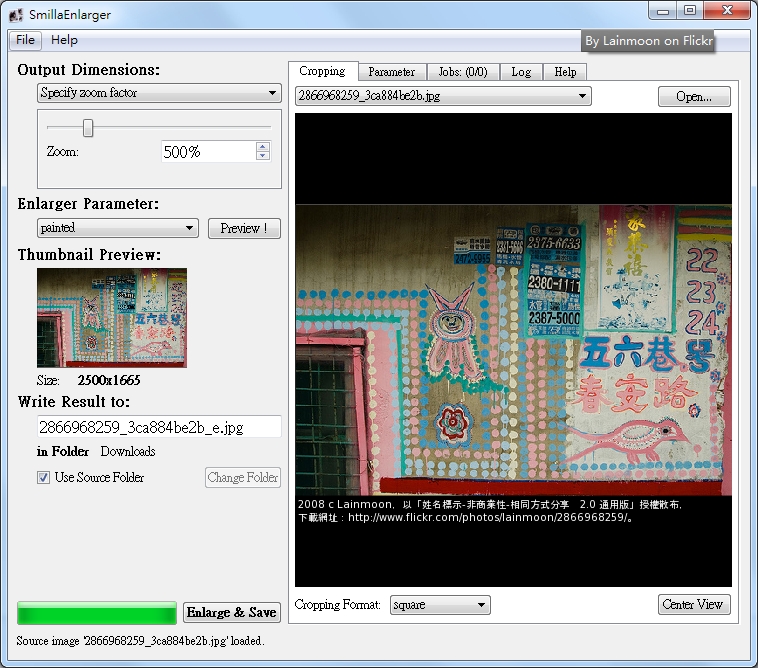 SmillaEnlarger
File Help
By Lainmoon on Flickr
Output Dimensions:
Specify zoom factor
Zoom: 500%
Enlarger Parameter:
painted Preview !
Thumbnail Preview:
Size: 2500x1665
Write Result to:
2866968259_3ca884be2b_e.jpg
in Folder Downloads
Use Source Folder Change Folder
Enlarge & Save
Source image '2866968259_3ca884be2b.jpg' loaded.
Cropping Parameter Jobs: (0/0) Log Help
2866968259_3ca884be2b.jpg Open...
2375-6633
2380-1111
2387-5000
22
23
24
五六巷号
春安路
2008 c Lainmoon, 以「姓名標示-非商業性-相同方式分享 2.0 通用版」授權散布,
下載網址：http://www.flickr.com/photos/lainmoon/2866968259/。
Cropping Format: square Center View